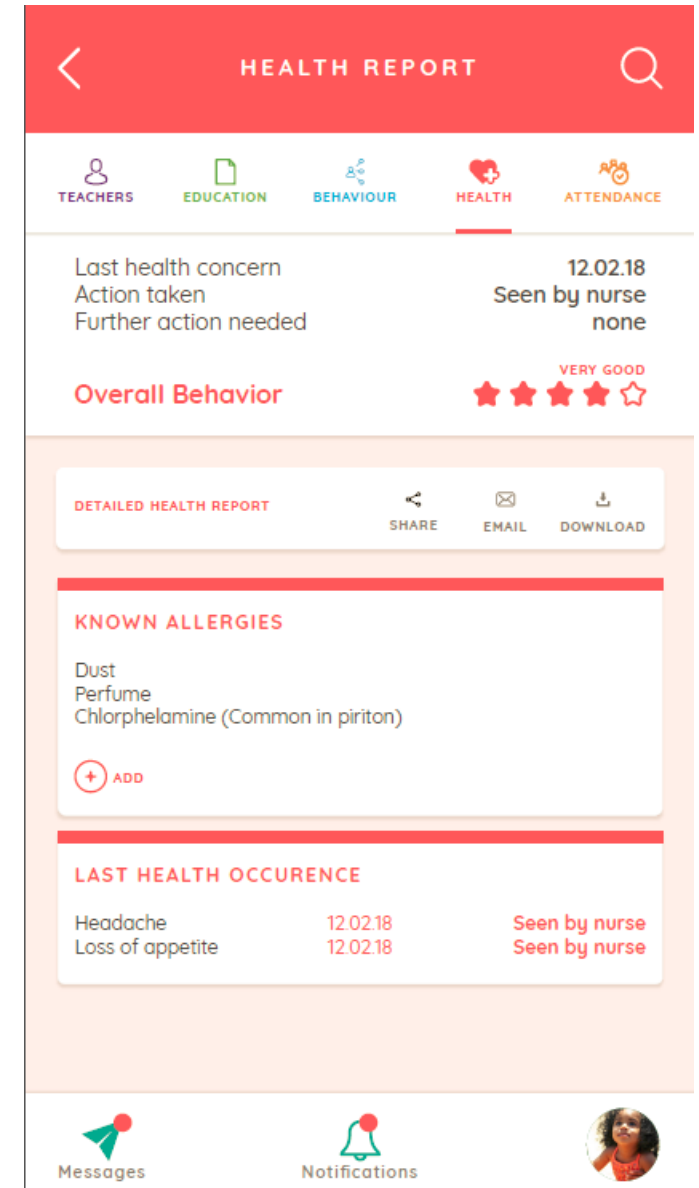 HEALTH REPORT
TEACHERS EDUCATION BEHAVIOUR HEALTH ATTENDANCE
Last health concern 12.02.18
Action taken Seen by nurse
Further action needed none
VERY GOOD
Overall Behavior
DETAILED HEALTH REPORT SHARE EMAIL DOWNLOAD
KNOWN ALLERGIES
Dust
Perfume
Chlorphelamine (Common in piriton)
ADD
LAST HEALTH OCCURENCE
Headache 12.02.18 Seen by nurse
Loss of appetite 12.02.18 Seen by nurse
Messages Notifications